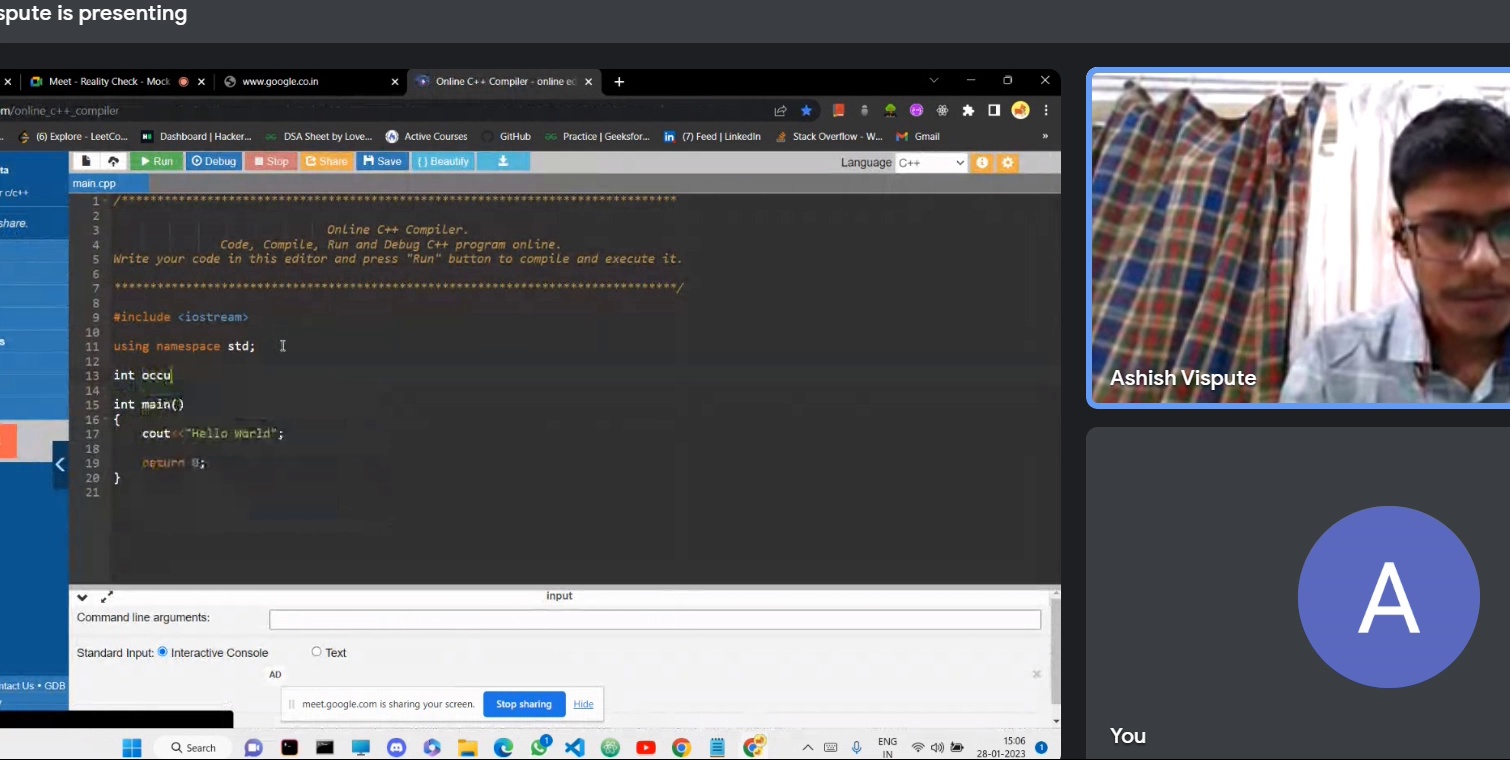 spute is presenting
Meet - Reality Check - Mock
www.google.co.in
Online C++ Compiler - online ed
m/online_c++_compiler
(6) Explore - LeetCo...
Dashboard | Hacker...
DSA Sheet by Love...
Active Courses
GitHub
Practice | Geeksfor...
(7) Feed | LinkedIn
Stack Overflow - W...
Gmail
»
ta
r c/c++
share.
s
Run
Debug
Stop
Share
Save
{ } Beautify
Language C++
main.cpp
1 /******************************************************************************
2
3 Online C++ Compiler.
4 Code, Compile, Run and Debug C++ program online.
5 Write your code in this editor and press "Run" button to compile and execute it.
6
7 *******************************************************************************/
8
9 #include <iostream>
10
11 using namespace std;
12
13 int occu
14
15 int main()
16 {
17 cout<<"Hello World";
18
19 return 0;
20 }
21
input
Command line arguments:
Standard Input: Interactive Console Text
AD
ntact Us • GDB
meet.google.com is sharing your screen.
Stop sharing
Hide
Search
ENG
IN
15:06
28-01-2023
1
Ashish Vispute
A
You